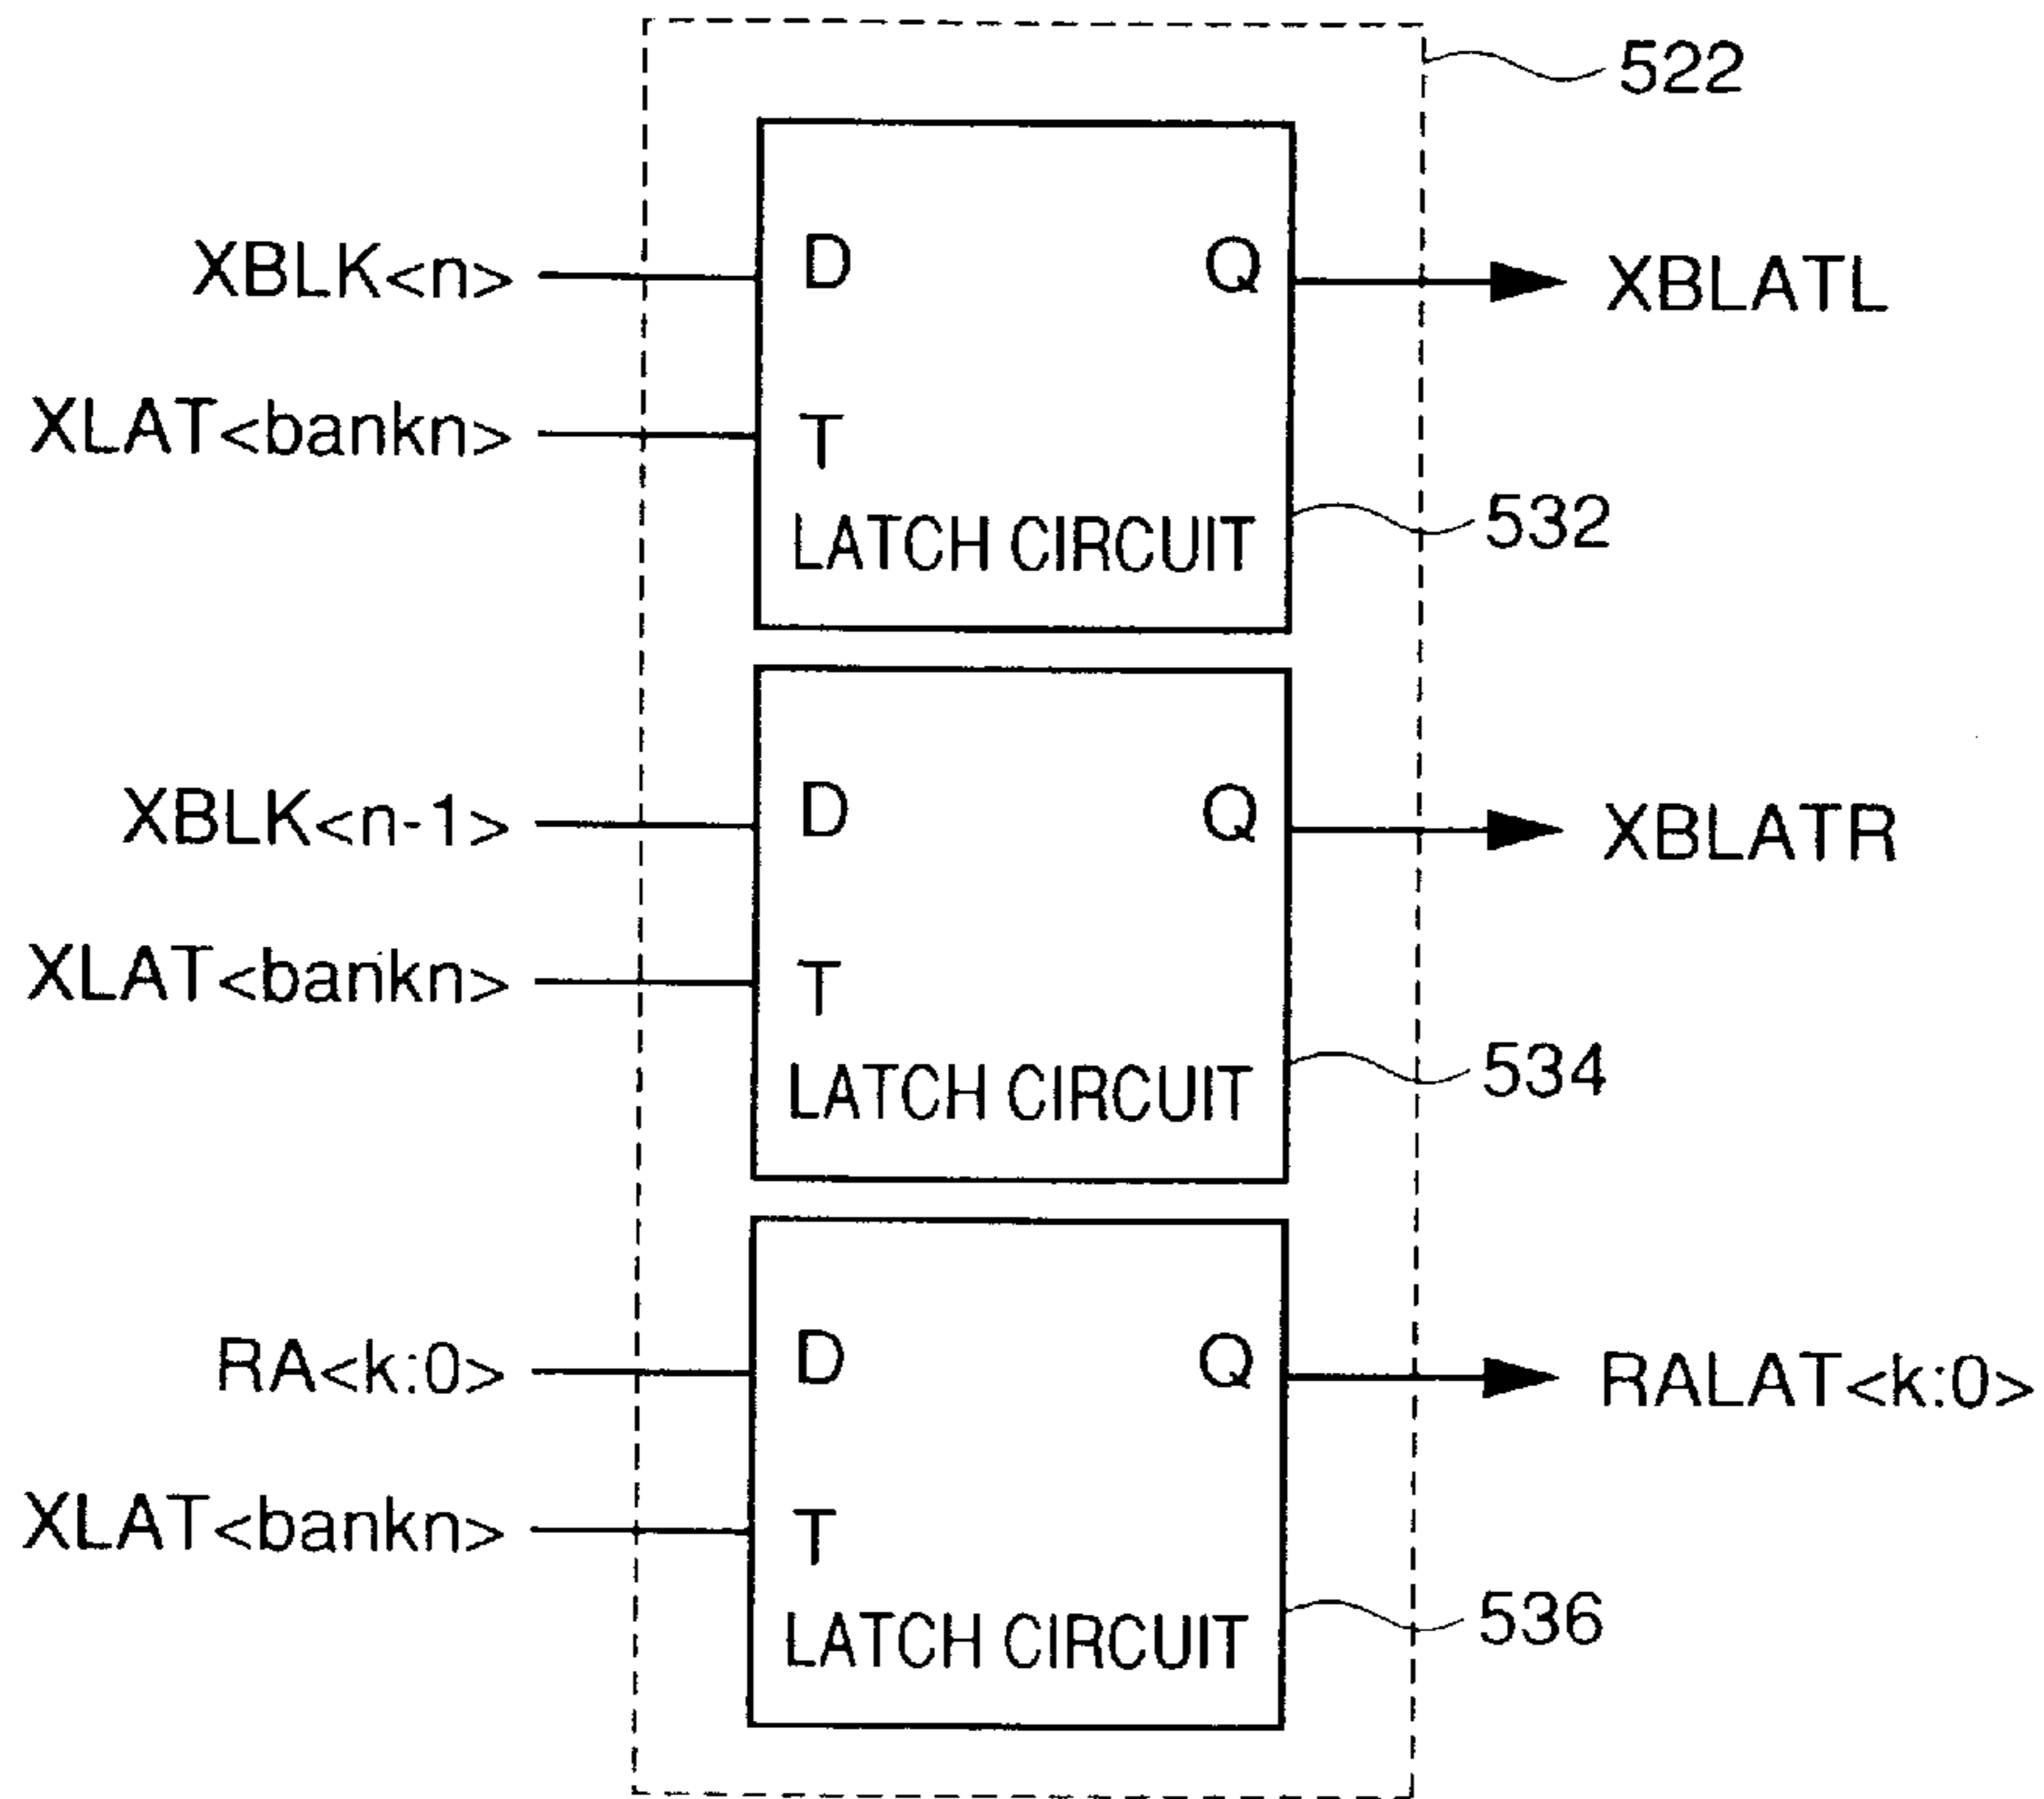 522
XBLK<n>
D
Q
XBLATL
XLAT<bankn>
T
LATCH CIRCUIT
532
XBLK<n-1>
D
Q
XBLATR
XLAT<bankn>
T
LATCH CIRCUIT
534
RA<k:0>
D
Q
RALAT<k:0>
XLAT<bankn>
T
LATCH CIRCUIT
536